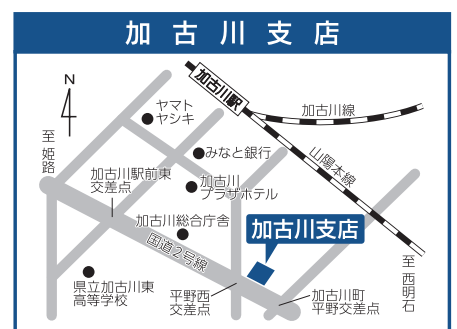 加古川支店
N
加古川駅
ヤマト
ヤシキ
加古川線
至 姫路
みなと銀行
山陽本線
加古川駅前東
交差点
加古川
プラザホテル
加古川総合庁舎
加古川支店
国道2号線
至 西明石
県立加古川東
高等学校
平野西
交差点
加古川町
平野交差点